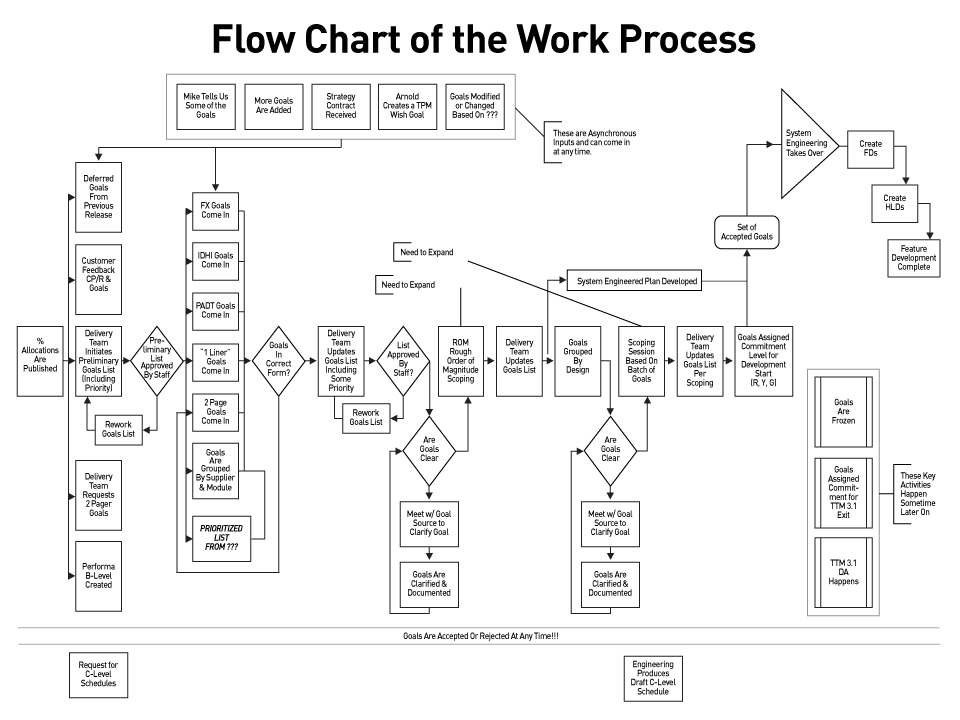 Flow Chart of the Work Process
Mike Tells Us
Some of the
Goals
More Goals
Are Added
Strategy
Contract
Received
Arnold
Creates a TPM
Wish Goal
Goals Modified
or Changed
Based On ???
These are Asynchronous
Inputs and can come in
at any time.
System
Engineering
Takes Over
Create
FDs
Create
HLDs
Feature
Development
Complete
Set of
Accepted Goals
Deferred
Goals
From
Previous
Release
Customer
Feedback
CP/R &
Goals
FX Goals
Come In
IDHI Goals
Come In
PADT Goals
Come In
Need to Expand
Need to Expand
System Engineered Plan Developed
%
Allocations
Are
Published
Delivery
Team
Initiates
Preliminary
Goals List
(Including
Priority)
Pre-
liminary List
Approved
By Staff
"1 Liner"
Goals
Come In
Goals
In Correct
Form?
Delivery
Team
Updates
Goals List
Including
Some
Priority
List
Approved
By
Staff?
ROM
Rough
Order of
Magnitude
Scoping
Delivery
Team
Updates
Goals List
Goals
Grouped
By
Design
Scoping
Session
Based On
Batch of
Goals
Delivery
Team
Updates
Goals List
Per
Scoping
Goals Assigned
Commitment
Level for
Development
Start
(R, Y, G)
Rework
Goals List
2 Page
Goals
Come In
Rework
Goals List
Are
Goals
Clear
Are
Goals
Clear
Goals
Are
Frozen
Delivery
Team
Requests
2 Pager
Goals
Goals
Are
Grouped
By Supplier
& Module
PRIORITIZED
LIST
FROM ???
Meet w/ Goal
Source to
Clarify Goal
Meet w/ Goal
Source to
Clarify Goal
Goals
Assigned
Commit-
ment for
TTM 3.1
Exit
These Key
Activities
Happen
Sometime
Later On
Performa
B-Level
Created
Goals Are
Clarified &
Documented
Goals Are
Clarified &
Documented
TTM 3.1
DA
Happens
Goals Are Accepted Or Rejected At Any Time!!!
Request for
C-Level
Schedules
Engineering
Produces
Draft C-Level
Schedule